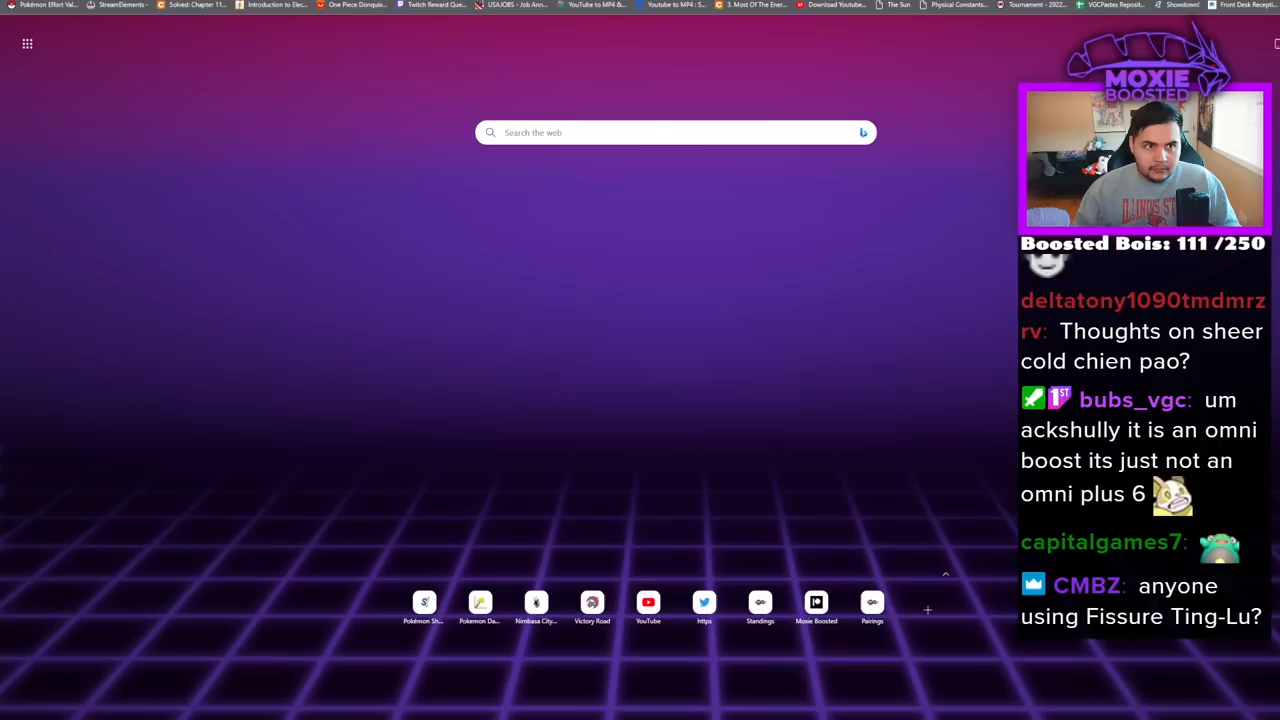 Pokémon Effort Val...
StreamElements -
Solved: Chapter 11...
Introduction to Elec...
One Piece Donquix...
Twitch Reward Que...
USAJOBS - Job Ann...
YouTube to MP4 &...
Youtube to MP4 : S...
3. Most Of The Ener...
Download Youtube...
The Sun
Physical Constants...
Tournament - 2022...
VGCPastes Reposit...
Showdown!
Front Desk Recepti...
Search the web
MOXIE
BOOSTED
ILLINOIS ST
Boosted Bois: 111 /250
deltatony1090tmdmrz
rv: Thoughts on sheer
cold chien pao?
1ST bubs_vgc: um
ackshully it is an omni
boost its just not an
omni plus 6
capitalgames7:
CMBZ: anyone
using Fissure Ting-Lu?
Pokémon Sh...
Pokemon Da...
Nimbasa City...
Victory Road
YouTube
https
Standings
Moxie Boosted
Pairings